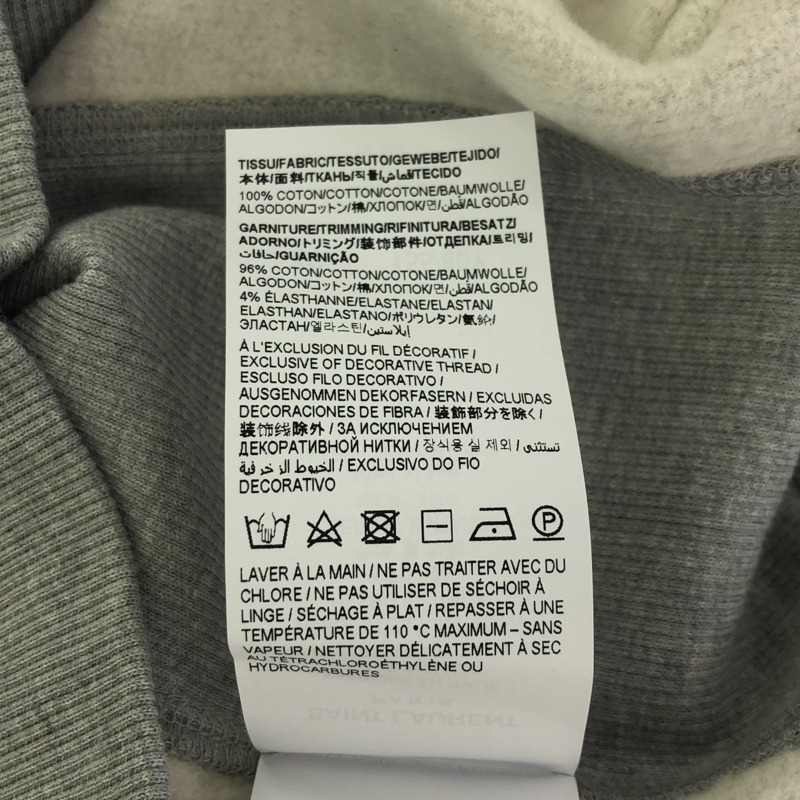 TISSU/FABRIC/TESSUTO/GEWEBE/TEJIDO/
本体/面料/ТКАНЬ/직물/قماش/TECIDO
100% COTON/COTTON/COTONE/BAUMWOLLE/
ALGODON/コットン/棉/ХЛОПОК/면/قطن/ALGODÃO
GARNITURE/TRIMMING/RIFINITURA/BESATZ/
ADORNO/トリミング/装饰部件/ОТДЕЛКА/트리밍/
حافات/GUARNIÇÃO
96% COTON/COTTON/COTONE/BAUMWOLLE/
ALGODON/コットン/棉/ХЛОПОК/면/قطن/ALGODÃO
4% ÉLASTHANNE/ELASTANE/ELASTAN/
ELASTHAN/ELASTANO/ポリウレタン/氨纶/
ЭЛАСТАН/엘라스틴/إيلاستين
À L'EXCLUSION DU FIL DÉCORATIF /
EXCLUSIVE OF DECORATIVE THREAD /
ESCLUSO FILO DECORATIVO /
AUSGENOMMEN DEKORFASERN / EXCLUIDAS
DECORACIONES DE FIBRA / 装飾部分を除く /
装饰线除外 / ЗА ИСКЛЮЧЕНИЕМ
ДЕКОРАТИВНОЙ НИТКИ / 장식용 실 제외 / تستثنى
الخيوط الزخرفية / EXCLUSIVO DO FIO
DECORATIVO
P
LAVER À LA MAIN / NE PAS TRAITER AVEC DU
CHLORE / NE PAS UTILISER DE SÉCHOIR À
LINGE / SÉCHAGE À PLAT / REPASSER À UNE
TEMPÉRATURE DE 110 °C MAXIMUM – SANS
VAPEUR / NETTOYER DÉLICATEMENT À SEC
AU TÉTRACHLOROÉTHYLÈNE OU
HYDROCARBURES
PARIS
SAINT LAURENT